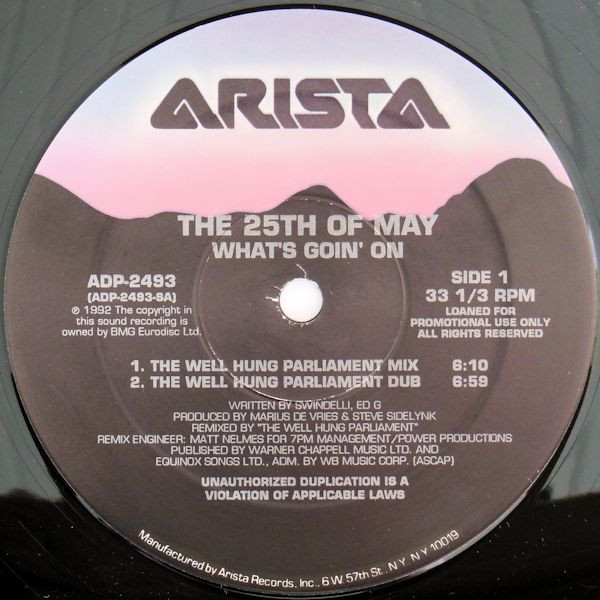 ARISTA
THE 25TH OF MAY
WHAT'S GOIN' ON
ADP-2493
(ADP-2493-SA)
℗ 1992 The copyright in
this sound recording is
owned by BMG Eurodisc Ltd.
SIDE 1
33 1/3 RPM
LOANED FOR
PROMOTIONAL USE ONLY
ALL RIGHTS RESERVED
1. THE WELL HUNG PARLIAMENT MIX 6:10
2. THE WELL HUNG PARLIAMENT DUB 6:59
WRITTEN BY SWINDELLI, ED G
PRODUCED BY MARIUS DE VRIES & STEVE SIDELYNK
REMIXED BY "THE WELL HUNG PARLIAMENT"
REMIX ENGINEER: MATT NELMES FOR 7PM MANAGEMENT/POWER PRODUCTIONS
PUBLISHED BY WARNER CHAPPELL MUSIC LTD. AND
EQUINOX SONGS LTD., ADM. BY WB MUSIC CORP. (ASCAP)
UNAUTHORIZED DUPLICATION IS A
VIOLATION OF APPLICABLE LAWS
Manufactured by Arista Records, Inc., 6 W. 57th St., N.Y., N.Y. 10019